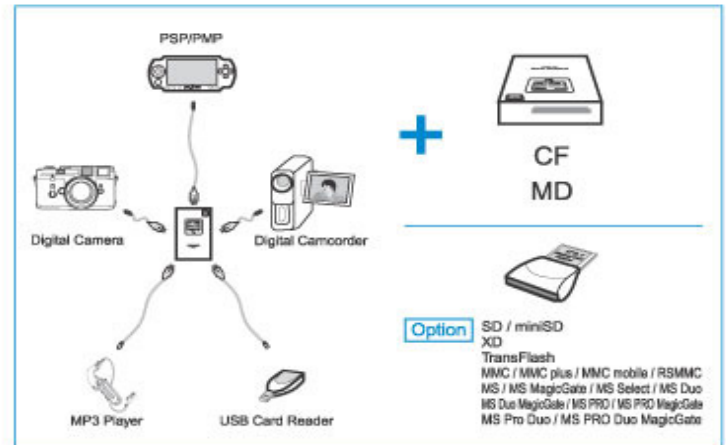 PSP/PMP
Digital Camera
Digital Camcorder
MP3 Player
USB Card Reader
CF
MD
Option
SD / miniSD
XD
TransFlash
MMC / MMC plus / MMC mobile / RSMMC
MS / MS MagicGate / MS Select / MS Duo
MS Duo MagicGate / MS PRO / MS PRO MagicGate
MS Pro Duo / MS PRO Duo MagicGate